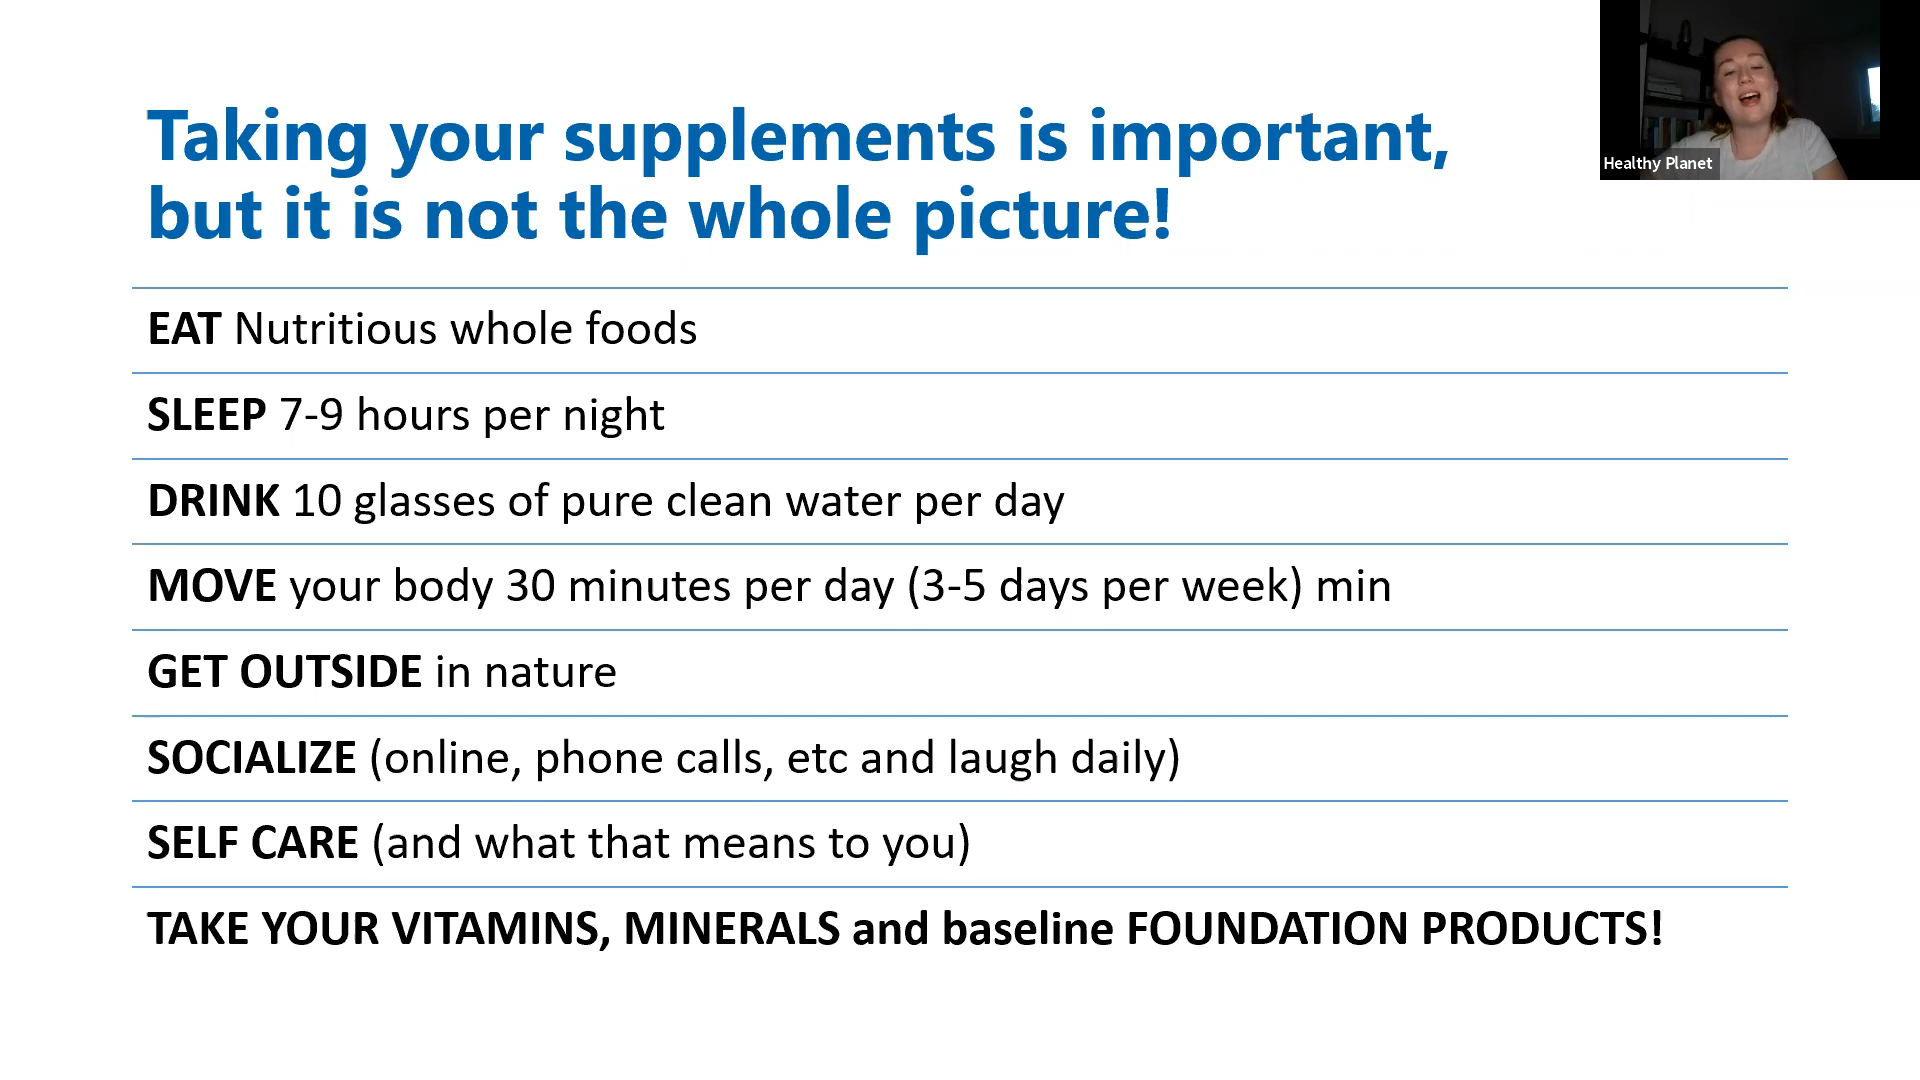 Taking your supplements is important,
but it is not the whole picture!
Healthy Planet
EAT Nutritious whole foods
SLEEP 7-9 hours per night
DRINK 10 glasses of pure clean water per day
MOVE your body 30 minutes per day (3-5 days per week) min
GET OUTSIDE in nature
SOCIALIZE (online, phone calls, etc and laugh daily)
SELF CARE (and what that means to you)
TAKE YOUR VITAMINS, MINERALS and baseline FOUNDATION PRODUCTS!